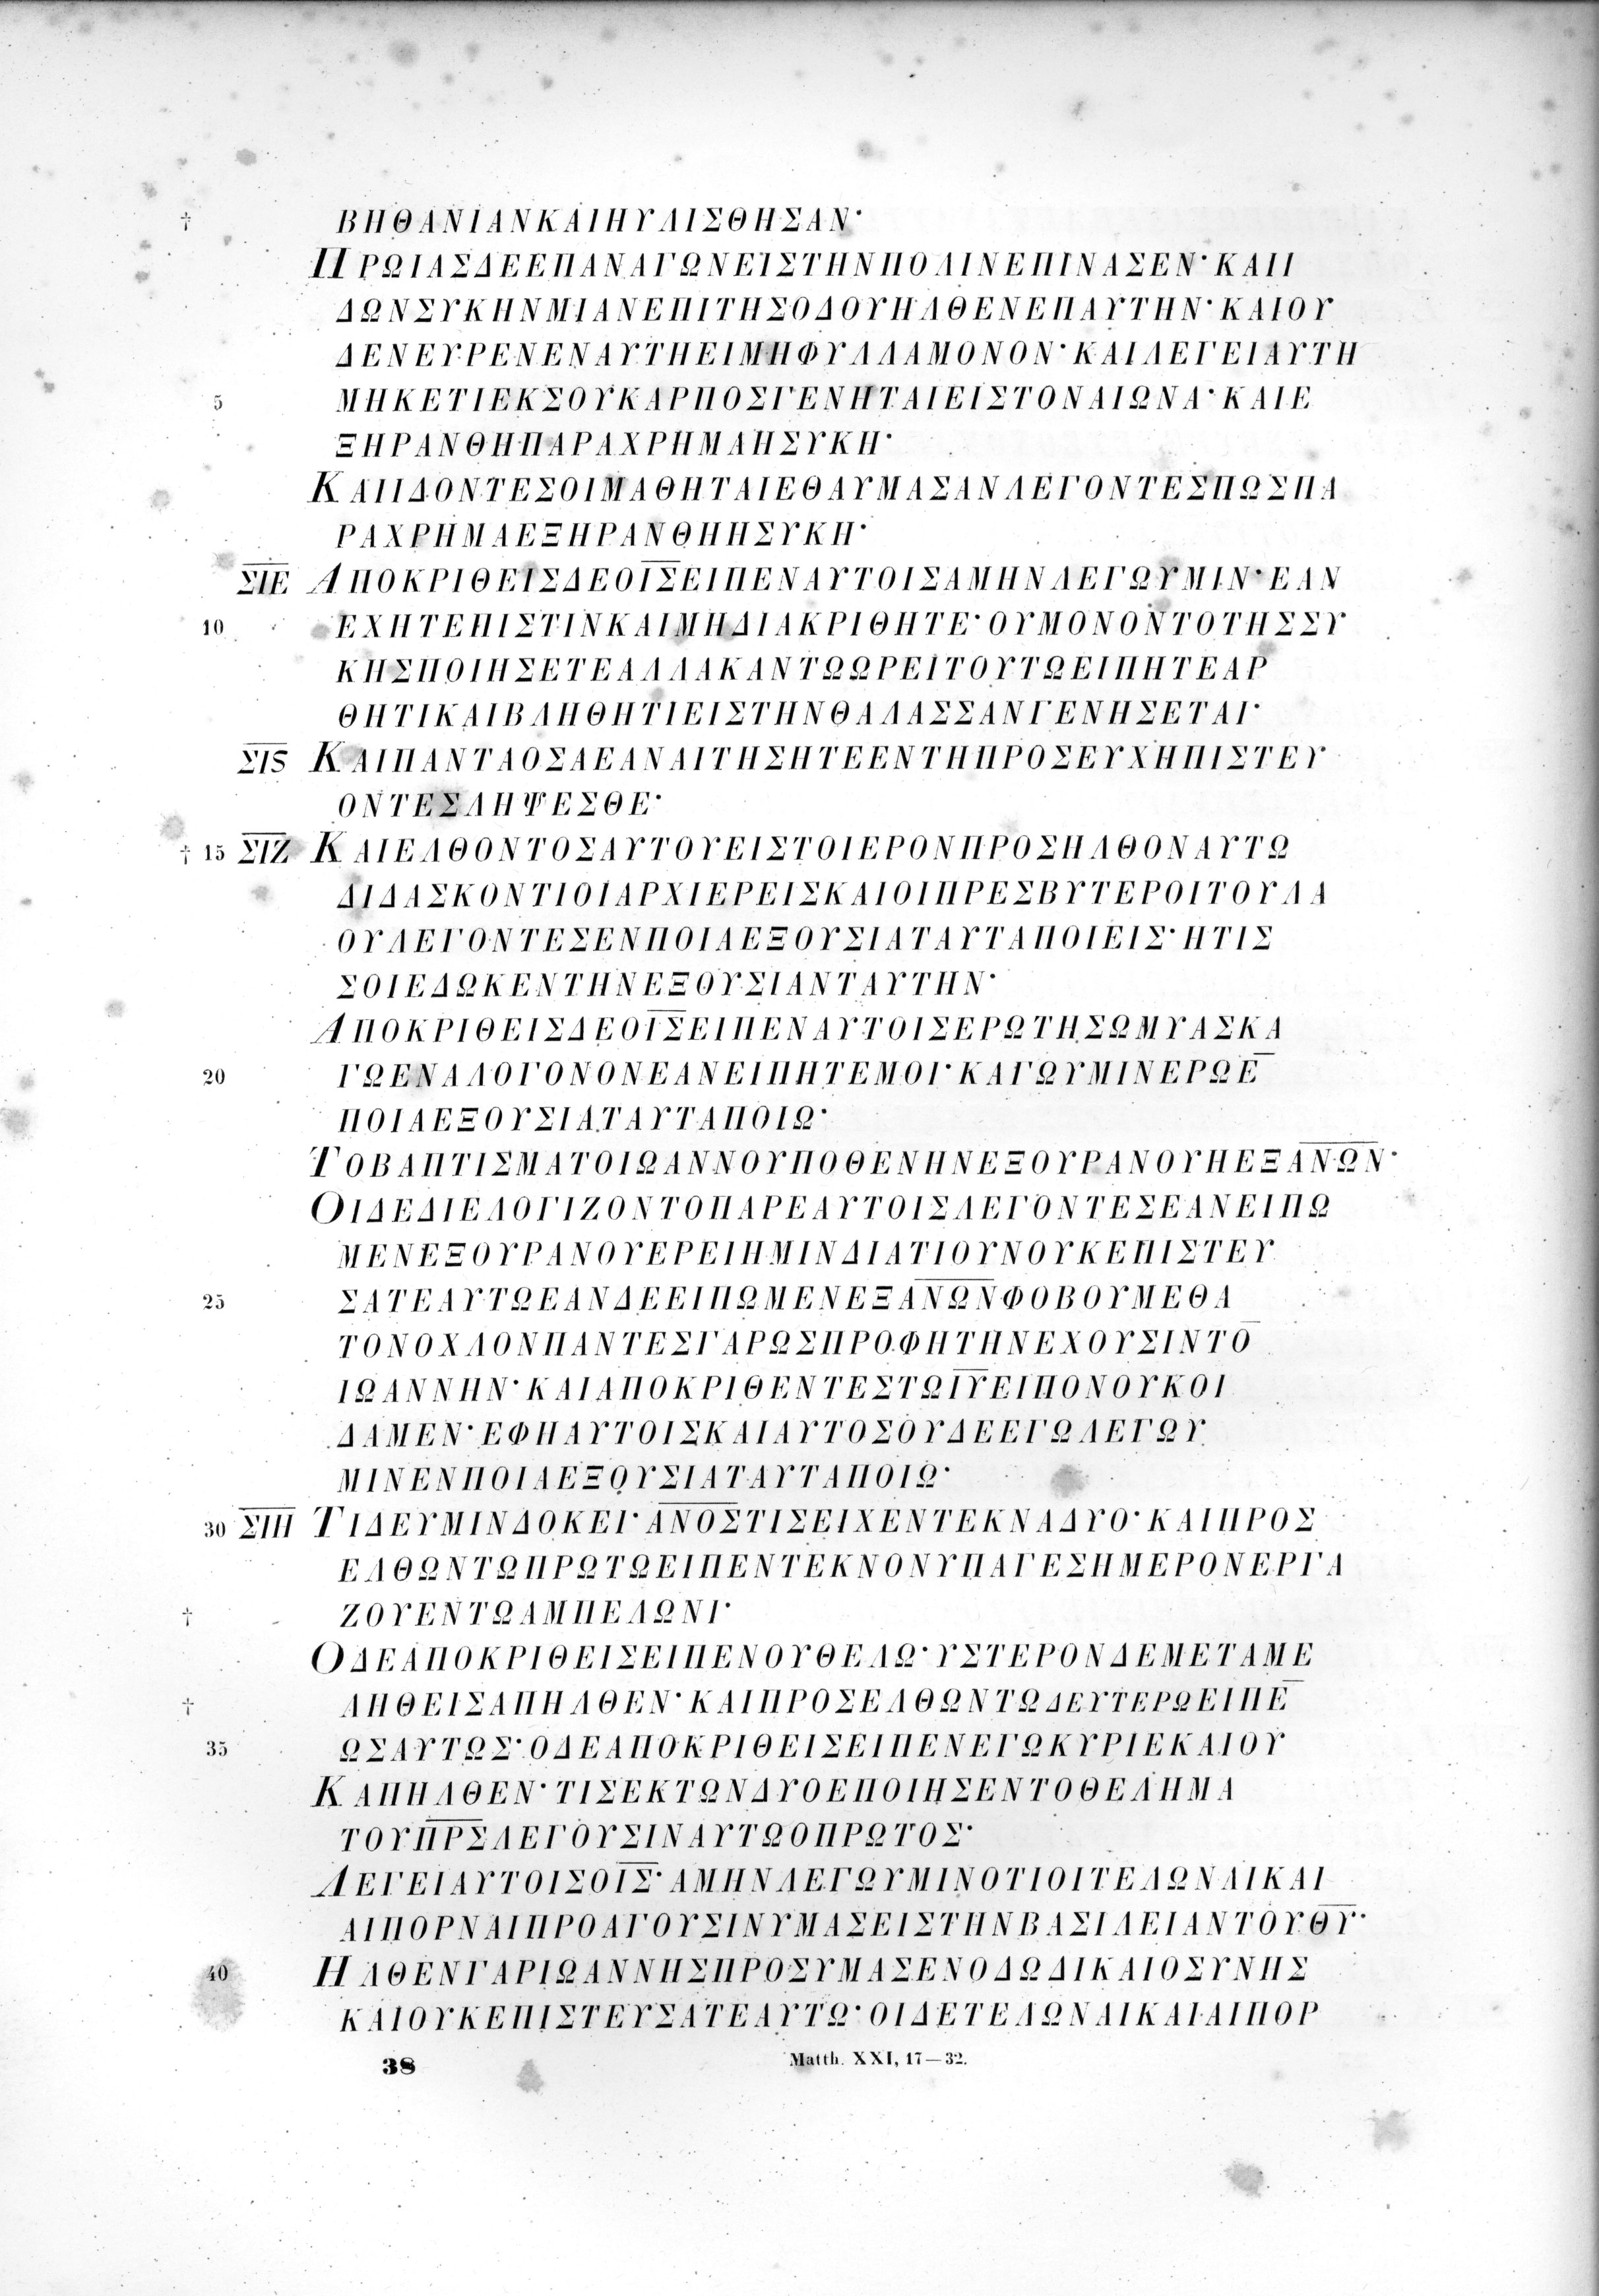 † ΒΗΘΑΝΙΑΝΚΑΙΗΥΛΙΣΘΗΣΑΝ·
ΠΡΩΙΑΣΔΕΕΠΑΝΑΓΩΝΕΙΣΤΗΝΠΟΛΙΝΕΠΙΝΑΣΕΝ·ΚΑΙΙ
ΔΩΝΣΥΚΗΝΜΙΑΝΕΠΙΤΗΣΟΔΟΥΗΛΘΕΝΕΠΑΥΤΗΝ·ΚΑΙΟΥ
ΔΕΝΕΥΡΕΝΕΝΑΥΤΗΕΙΜΗΦΥΛΛΑΜΟΝΟΝ·ΚΑΙΛΕΓΕΙΑΥΤΗ
5 ΜΗΚΕΤΙΕΚΣΟΥΚΑΡΠΟΣΓΕΝΗΤΑΙΕΙΣΤΟΝΑΙΩΝΑ·ΚΑΙΕ
ΞΗΡΑΝΘΗΠΑΡΑΧΡΗΜΑΗΣΥΚΗ·
ΚΑΙΙΔΟΝΤΕΣΟΙΜΑΘΗΤΑΙΕΘΑΥΜΑΣΑΝΛΕΓΟΝΤΕΣΠΩΣΠΑ
ΡΑΧΡΗΜΑΕΞΗΡΑΝΘΗΗΣΥΚΗ·
Σ̅Ι̅Ε̅ ΑΠΟΚΡΙΘΕΙΣΔΕΟΙ̅Σ̅ΕΙΠΕΝΑΥΤΟΙΣΑΜΗΝΛΕΓΩΥΜΙΝ·ΕΑΝ
10 ΕΧΗΤΕΠΙΣΤΙΝΚΑΙΜΗΔΙΑΚΡΙΘΗΤΕ·ΟΥΜΟΝΟΝΤΟΤΗΣΣΥ
ΚΗΣΠΟΙΗΣΕΤΕΑΛΛΑΚΑΝΤΩΩΡΕΙΤΟΥΤΩΕΙΠΗΤΕΑΡ
ΘΗΤΙΚΑΙΒΛΗΘΗΤΙΕΙΣΤΗΝΘΑΛΑΣΣΑΝΓΕΝΗΣΕΤΑΙ·
Σ̅Ι̅Ϛ̅ ΚΑΙΠΑΝΤΑΟΣΑΕΑΝΑΙΤΗΣΗΤΕΕΝΤΗΠΡΟΣΕΥΧΗΠΙΣΤΕΥ
ΟΝΤΕΣΛΗΨΕΣΘΕ·
† 15 Σ̅Ι̅Ζ̅ ΚΑΙΕΛΘΟΝΤΟΣΑΥΤΟΥΕΙΣΤΟΙΕΡΟΝΠΡΟΣΗΛΘΟΝΑΥΤΩ
ΔΙΔΑΣΚΟΝΤΙΟΙΑΡΧΙΕΡΕΙΣΚΑΙΟΙΠΡΕΣΒΥΤΕΡΟΙΤΟΥΛΑ
ΟΥΛΕΓΟΝΤΕΣΕΝΠΟΙΑΕΞΟΥΣΙΑΤΑΥΤΑΠΟΙΕΙΣ·ΗΤΙΣ
ΣΟΙΕΔΩΚΕΝΤΗΝΕΞΟΥΣΙΑΝΤΑΥΤΗΝ·
ΑΠΟΚΡΙΘΕΙΣΔΕΟΙ̅Σ̅ΕΙΠΕΝΑΥΤΟΙΣΕΡΩΤΗΣΩΜΥΑΣΚΑ
20 ΓΩΕΝΑΛΟΓΟΝΟΝΕΑΝΕΙΠΗΤΕΜΟΙ·ΚΑΓΩΥΜΙΝΕΡΩΕ̅
ΠΟΙΑΕΞΟΥΣΙΑΤΑΥΤΑΠΟΙΩ·
ΤΟΒΑΠΤΙΣΜΑΤΟΙΩΑΝΝΟΥΠΟΘΕΝΗΝΕΞΟΥΡΑΝΟΥΗΕΞΑ̅Ν̅Ω̅Ν̅·
ΟΙΔΕΔΙΕΛΟΓΙΖΟΝΤΟΠΑΡΕΑΥΤΟΙΣΛΕΓΟΝΤΕΣΕΑΝΕΙΠΩ
ΜΕΝΕΞΟΥΡΑΝΟΥΕΡΕΙΗΜΙΝΔΙΑΤΙΟΥΝΟΥΚΕΠΙΣΤΕΥ
25 ΣΑΤΕΑΥΤΩΕΑΝΔΕΕΙΠΩΜΕΝΕΞΑ̅Ν̅Ω̅Ν̅ΦΟΒΟΥΜΕΘΑ
ΤΟΝΟΧΛΟΝΠΑΝΤΕΣΓΑΡΩΣΠΡΟΦΗΤΗΝΕΧΟΥΣΙΝΤΟ̅
ΙΩΑΝΝΗΝ·ΚΑΙΑΠΟΚΡΙΘΕΝΤΕΣΤΩΙ̅Υ̅ΕΙΠΟΝΟΥΚΟΙ
ΔΑΜΕΝ·ΕΦΗΑΥΤΟΙΣΚΑΙΑΥΤΟΣΟΥΔΕΕΓΩΛΕΓΩΥ
ΜΙΝΕΝΠΟΙΑΕΞΟΥΣΙΑΤΑΥΤΑΠΟΙΩ·
30 Σ̅Ι̅Η̅ ΤΙΔΕΥΜΙΝΔΟΚΕΙ·Α̅Ν̅Ο̅Σ̅ΤΙΣΕΙΧΕΝΤΕΚΝΑΔΥΟ·ΚΑΙΠΡΟΣ
ΕΛΘΩΝΤΩΠΡΩΤΩΕΙΠΕΝΤΕΚΝΟΝΥΠΑΓΕΣΗΜΕΡΟΝΕΡΓΑ
† ΖΟΥΕΝΤΩΑΜΠΕΛΩΝΙ·
ΟΔΕΑΠΟΚΡΙΘΕΙΣΕΙΠΕΝΟΥΘΕΛΩ·ΥΣΤΕΡΟΝΔΕΜΕΤΑΜΕ
† ΛΗΘΕΙΣΑΠΗΛΘΕΝ·ΚΑΙΠΡΟΣΕΛΘΩΝΤΩΔΕΥΤΕΡΩΕΙΠΕ̅
35 ΩΣΑΥΤΩΣ·ΟΔΕΑΠΟΚΡΙΘΕΙΣΕΙΠΕΝΕΓΩΚΥΡΙΕΚΑΙΟΥ
ΚΑΠΗΛΘΕΝ·ΤΙΣΕΚΤΩΝΔΥΟΕΠΟΙΗΣΕΝΤΟΘΕΛΗΜΑ
ΤΟΥΠ̅Ρ̅Σ̅ΛΕΓΟΥΣΙΝΑΥΤΩΟΠΡΩΤΟΣ·
ΛΕΓΕΙΑΥΤΟΙΣΟΙ̅Σ̅·ΑΜΗΝΛΕΓΩΥΜΙΝΟΤΙΟΙΤΕΛΩΝΑΙΚΑΙ
ΑΙΠΟΡΝΑΙΠΡΟΑΓΟΥΣΙΝΥΜΑΣΕΙΣΤΗΝΒΑΣΙΛΕΙΑΝΤΟΥΘ̅Υ̅·
40 ΗΛΘΕΝΓΑΡΙΩΑΝΝΗΣΠΡΟΣΥΜΑΣΕΝΟΔΩΔΙΚΑΙΟΣΥΝΗΣ
ΚΑΙΟΥΚΕΠΙΣΤΕΥΣΑΤΕΑΥΤΩ·ΟΙΔΕΤΕΛΩΝΑΙΚΑΙΑΙΠΟΡ
38 Matth. XXI, 17—32.